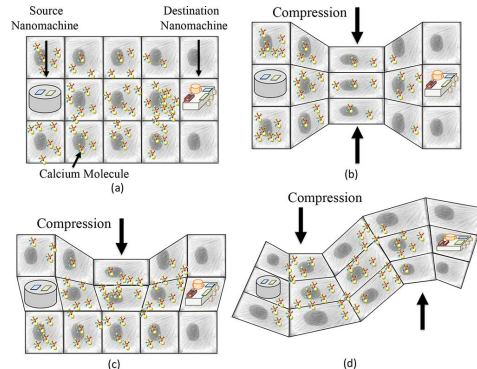 Source
Nanomachine
Destination
Nanomachine
Calcium Molecule
(a)
Compression
(b)
Compression
(c)
Compression
(d)